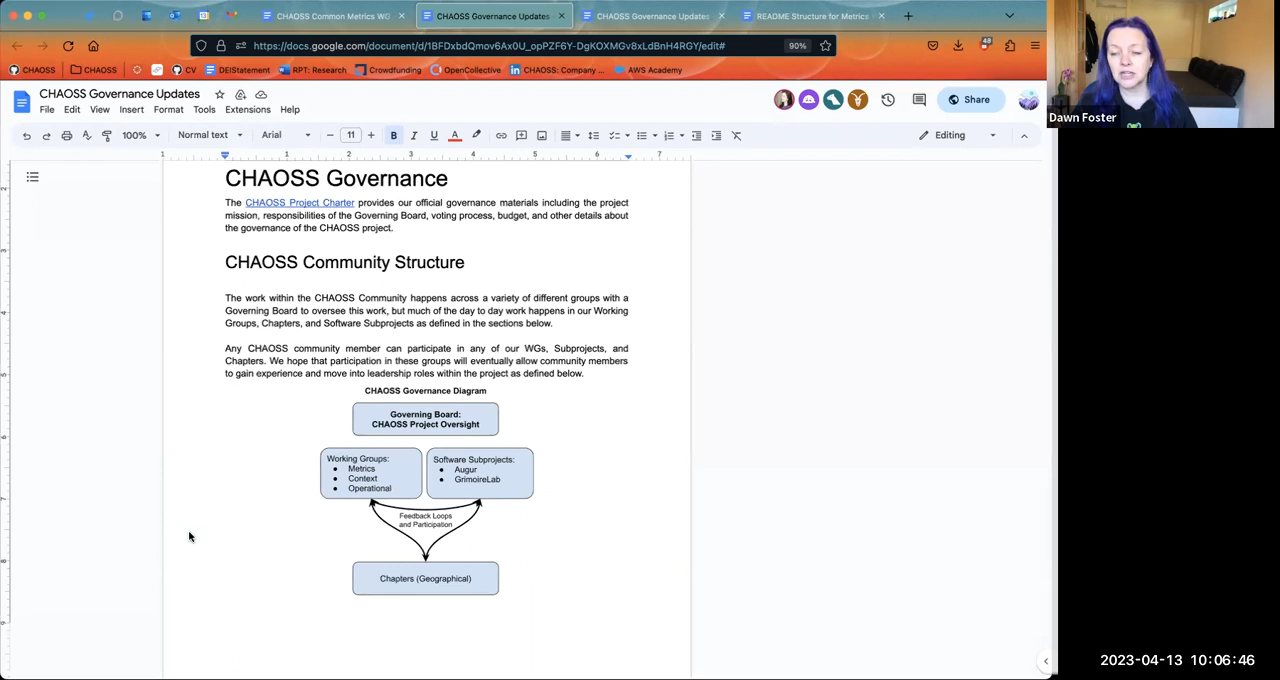 CHAOSS Common Metrics WG
CHAOSS Governance Updates
CHAOSS Governance Updates
README Structure for Metrics
https://docs.google.com/document/d/1BFDxbdQmov6Ax0U_opPZF6Y-DgKOXMGv8xLdBnH4RGY/edit#
90%
48
CHAOSS
CHAOSS
CV
DEIStatement
RPT: Research
Crowdfunding
OpenCollective
CHAOSS: Company ...
AWS Academy
CHAOSS Governance Updates
File Edit View Insert Format Tools Extensions Help
Share
100%
Normal text
Arial
11
Editing
1 1 2 3 4 5 6 7
CHAOSS Governance
The CHAOSS Project Charter provides our official governance materials including the project
mission, responsibilities of the Governing Board, voting process, budget, and other details about
the governance of the CHAOSS project.
CHAOSS Community Structure
The work within the CHAOSS Community happens across a variety of different groups with a
Governing Board to oversee this work, but much of the day to day work happens in our Working
Groups, Chapters, and Software Subprojects as defined in the sections below.
Any CHAOSS community member can participate in any of our WGs, Subprojects, and
Chapters. We hope that participation in these groups will eventually allow community members
to gain experience and move into leadership roles within the project as defined below.
CHAOSS Governance Diagram
Governing Board:
CHAOSS Project Oversight
Working Groups:
● Metrics
● Context
● Operational
Software Subprojects:
● Augur
● GrimoireLab
Feedback Loops
and Participation
Chapters (Geographical)
Dawn Foster
2023-04-13 10:06:46